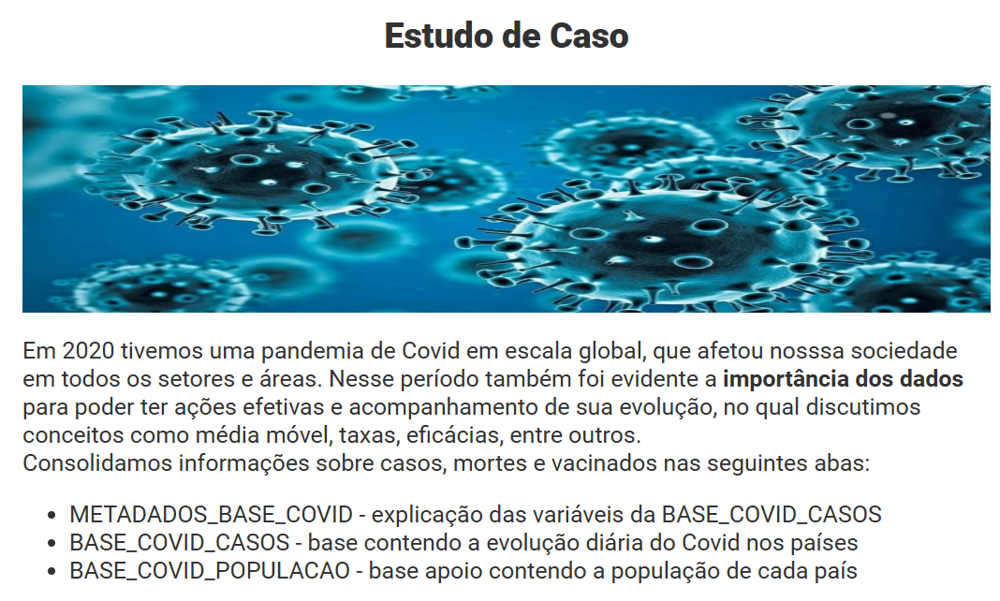 Estudo de Caso
Em 2020 tivemos uma pandemia de Covid em escala global, que afetou nosssa sociedade
em todos os setores e áreas. Nesse período também foi evidente a importância dos dados
para poder ter ações efetivas e acompanhamento de sua evolução, no qual discutimos
conceitos como média móvel, taxas, eficácias, entre outros.
Consolidamos informações sobre casos, mortes e vacinados nas seguintes abas:
• METADADOS_BASE_COVID - explicação das variáveis da BASE_COVID_CASOS
• BASE_COVID_CASOS - base contendo a evolução diária do Covid nos países
• BASE_COVID_POPULACAO - base apoio contendo a população de cada país